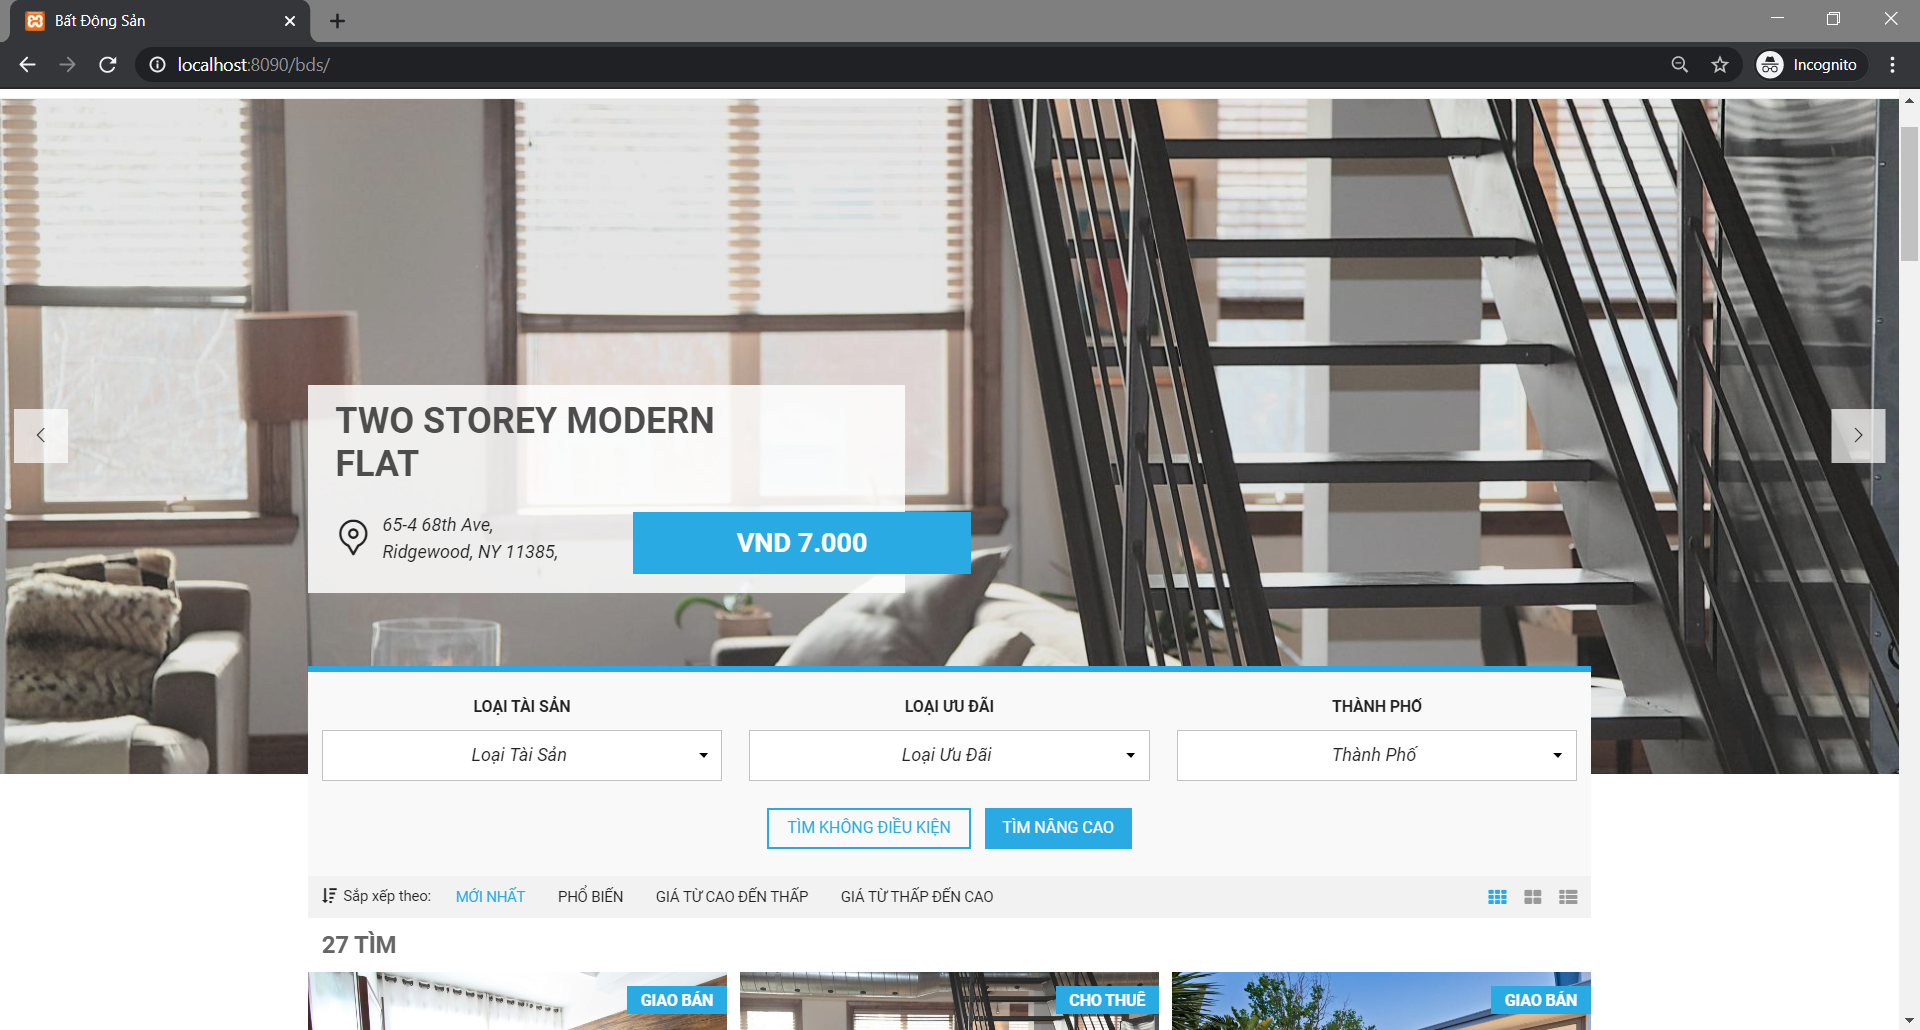 Bất Động Sản
localhost:8090/bds/
Incognito
TWO STOREY MODERN
FLAT
65-4 68th Ave,
Ridgewood, NY 11385,
VND 7.000
LOẠI TÀI SẢN
LOẠI ƯU ĐÃI
THÀNH PHỐ
Loại Tài Sản
Loại Ưu Đãi
Thành Phố
TÌM KHÔNG ĐIỀU KIỆN
TÌM NÂNG CAO
Sắp xếp theo:
MỚI NHẤT
PHỔ BIẾN
GIÁ TỪ CAO ĐẾN THẤP
GIÁ TỪ THẤP ĐẾN CAO
27 TÌM
GIAO BÁN
CHO THUÊ
GIAO BÁN